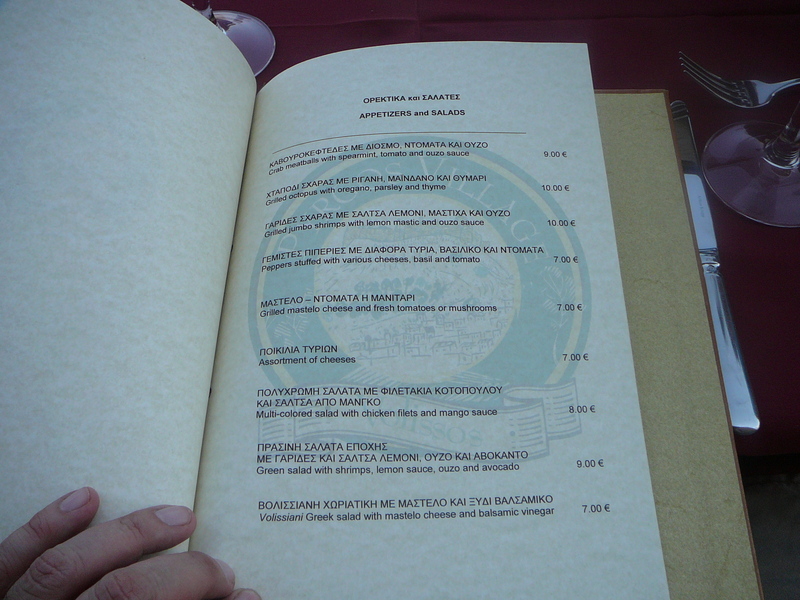 ΟΡΕΚΤΙΚΑ και ΣΑΛΑΤΕΣ
APPETIZERS and SALADS
ΚΑΒΟΥΡΟΚΕΦΤΕΔΕΣ ΜΕ ΔΙΟΣΜΟ, ΝΤΟΜΑΤΑ ΚΑΙ ΟΥΖΟ
Crab meatballs with spearmint, tomato and ouzo sauce 9.00 €
ΧΤΑΠΟΔΙ ΣΧΑΡΑΣ ΜΕ ΡΙΓΑΝΗ, ΜΑΪΝΔΑΝΟ ΚΑΙ ΘΥΜΑΡΙ
Grilled octopus with oregano, parsley and thyme 10.00 €
ΓΑΡΙΔΕΣ ΣΧΑΡΑΣ ΜΕ ΣΑΛΤΣΑ ΛΕΜΟΝΙ, ΜΑΣΤΙΧΑ ΚΑΙ ΟΥΖΟ
Grilled jumbo shrimps with lemon mastic and ouzo sauce 10.00 €
ΓΕΜΙΣΤΕΣ ΠΙΠΕΡΙΕΣ ΜΕ ΔΙΑΦΟΡΑ ΤΥΡΙΑ, ΒΑΣΙΛΙΚΟ ΚΑΙ ΝΤΟΜΑΤΑ
Peppers stuffed with various cheeses, basil and tomato 7.00 €
ΜΑΣΤΕΛΟ – ΝΤΟΜΑΤΑ Η ΜΑΝΙΤΑΡΙ
Grilled mastelo cheese and fresh tomatoes or mushrooms 7.00 €
ΠΟΙΚΙΛΙΑ ΤΥΡΙΩΝ
Assortment of cheeses 7.00 €
ΠΟΛΥΧΡΩΜΗ ΣΑΛΑΤΑ ΜΕ ΦΙΛΕΤΑΚΙΑ ΚΟΤΟΠΟΥΛΟΥ
ΚΑΙ ΣΑΛΤΣΑ ΑΠΟ ΜΑΝΓΚΟ
Multi-colored salad with chicken filets and mango sauce 8.00 €
ΠΡΑΣΙΝΗ ΣΑΛΑΤΑ ΕΠΟΧΗΣ
ΜΕ ΓΑΡΙΔΕΣ ΚΑΙ ΣΑΛΤΣΑ ΛΕΜΟΝΙ, ΟΥΖΟ ΚΑΙ ΑΒΟΚΑΝΤΟ
Green salad with shrimps, lemon sauce, ouzo and avocado 9.00 €
ΒΟΛΙΣΣΙΑΝΗ ΧΩΡΙΑΤΙΚΗ ΜΕ ΜΑΣΤΕΛΟ ΚΑΙ ΞΥΔΙ ΒΑΛΣΑΜΙΚΟ
Volissiani Greek salad with mastelo cheese and balsamic vinegar 7.00 €